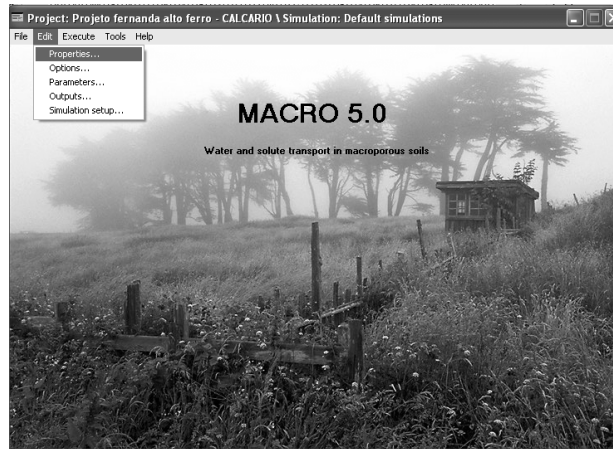 Project: Projeto fernanda alto ferro - CALCARIO \ Simulation: Default simulations
File Edit Execute Tools Help
Properties...
Options...
Parameters...
Outputs...
Simulation setup...
MACRO 5.0
Water and solute transport in macroporous soils